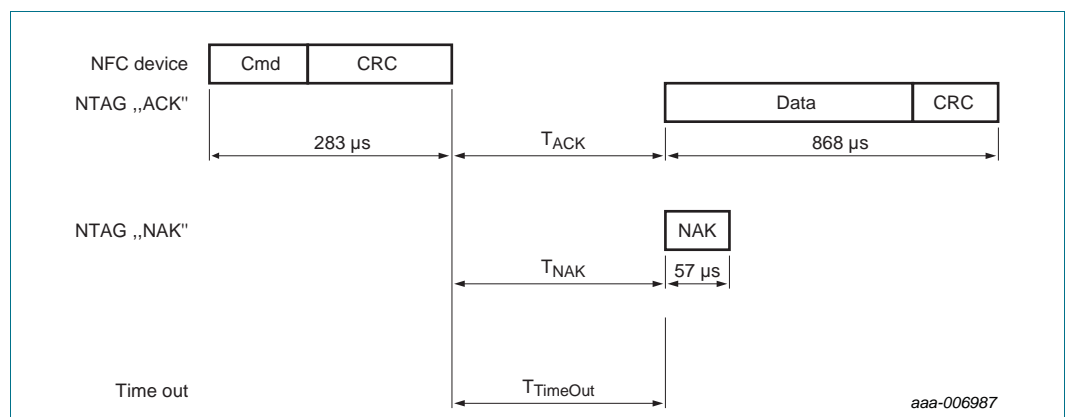 NFC device Cmd CRC
NTAG ,,ACK" Data CRC
283 µs TACK 868 µs
NTAG ,,NAK" NAK
TNAK 57 µs
Time out TTimeOut
aaa-006987